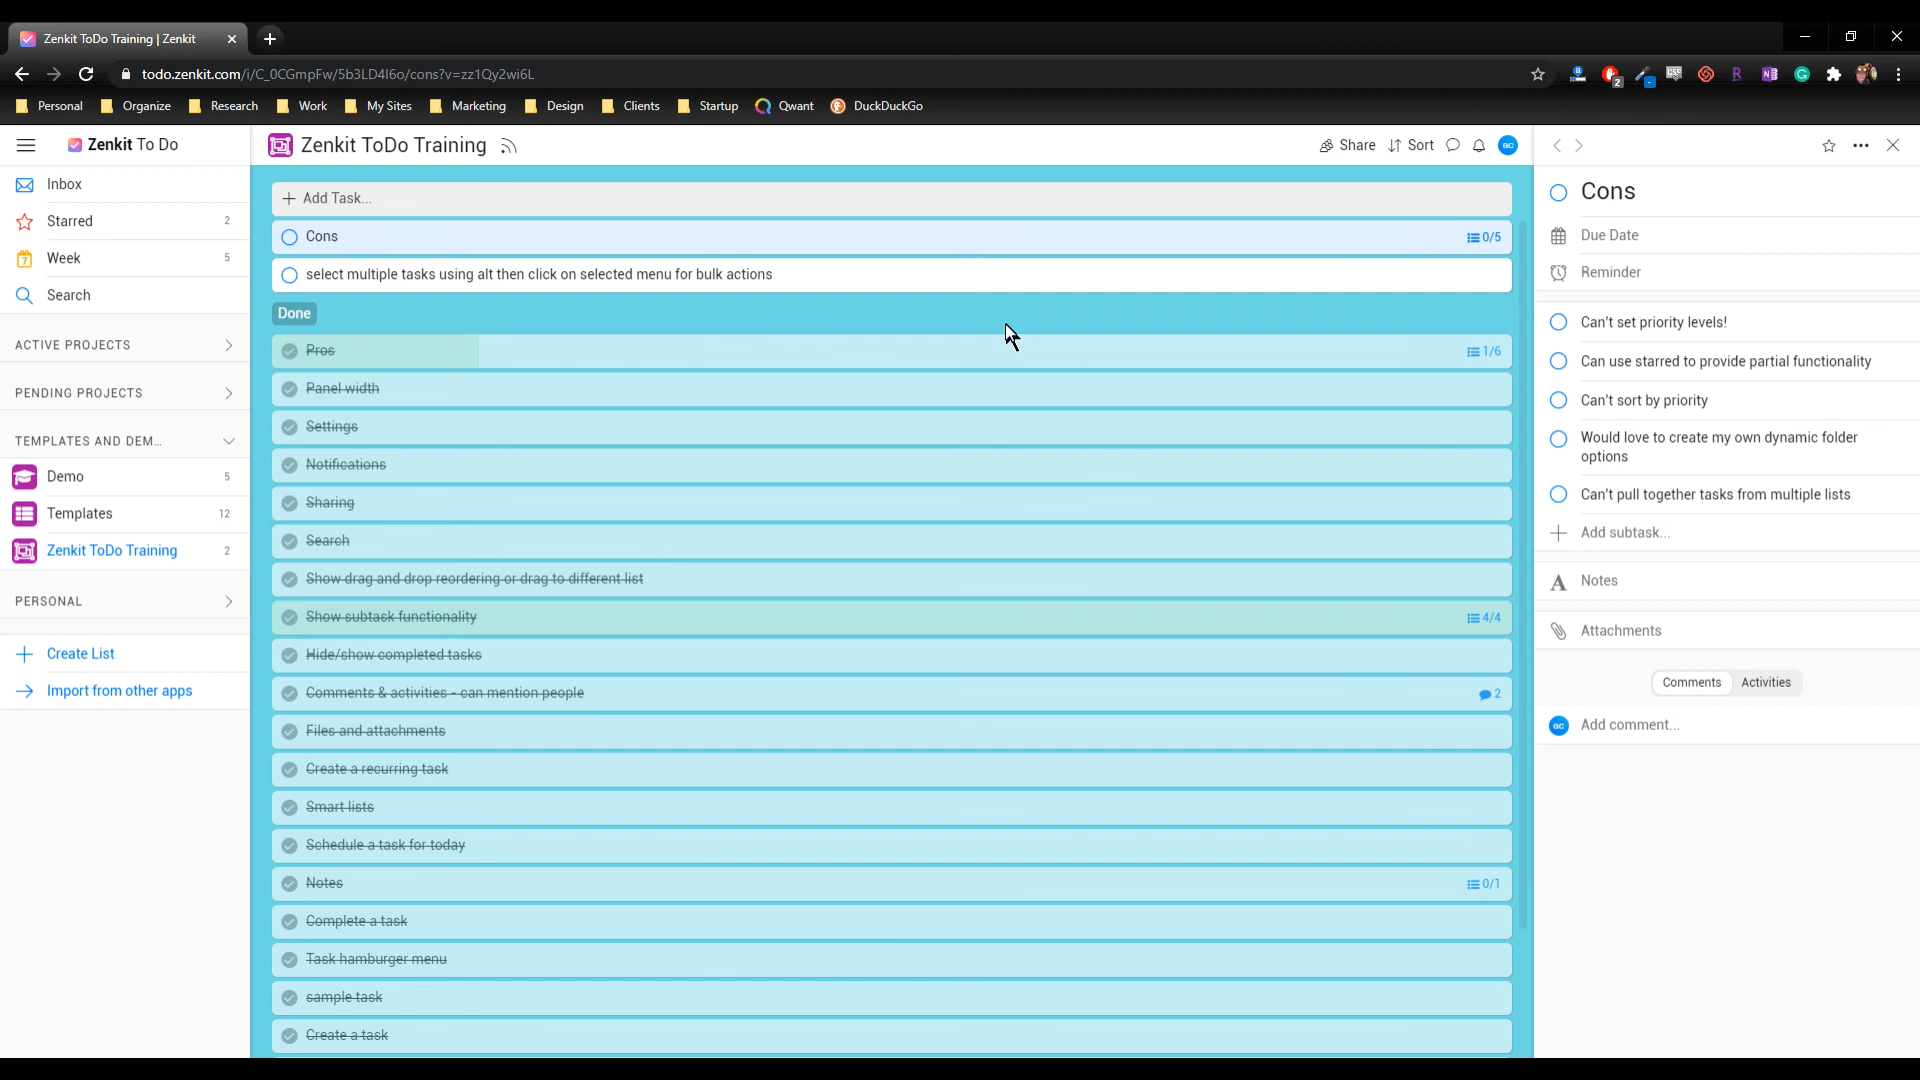 Zenkit ToDo Training | Zenkit
todo.zenkit.com/i/C_0CGmpFw/5b3LD4I6o/cons?v=zz1Qy2wi6L
2
Personal Organize Research Work My Sites Marketing Design Clients Startup Qwant DuckDuckGo
Zenkit To Do
Inbox
Starred 2
7 Week 5
Search
ACTIVE PROJECTS
PENDING PROJECTS
TEMPLATES AND DEM...
Demo 5
Templates 12
Zenkit ToDo Training 2
PERSONAL
Create List
Import from other apps
Zenkit ToDo Training
Share Sort GC
Add Task...
Cons 0/5
select multiple tasks using alt then click on selected menu for bulk actions
Done
Pros 1/6
Panel width
Settings
Notifications
Sharing
Search
Show drag and drop reordering or drag to different list
Show subtask functionality 4/4
Hide/show completed tasks
Comments & activities - can mention people 2
Files and attachments
Create a recurring task
Smart lists
Schedule a task for today
Notes 0/1
Complete a task
Task hamburger menu
sample task
Create a task
Cons
Due Date
Reminder
Can't set priority levels!
Can use starred to provide partial functionality
Can't sort by priority
Would love to create my own dynamic folder
options
Can't pull together tasks from multiple lists
Add subtask...
A Notes
Attachments
Comments Activities
GC Add comment...